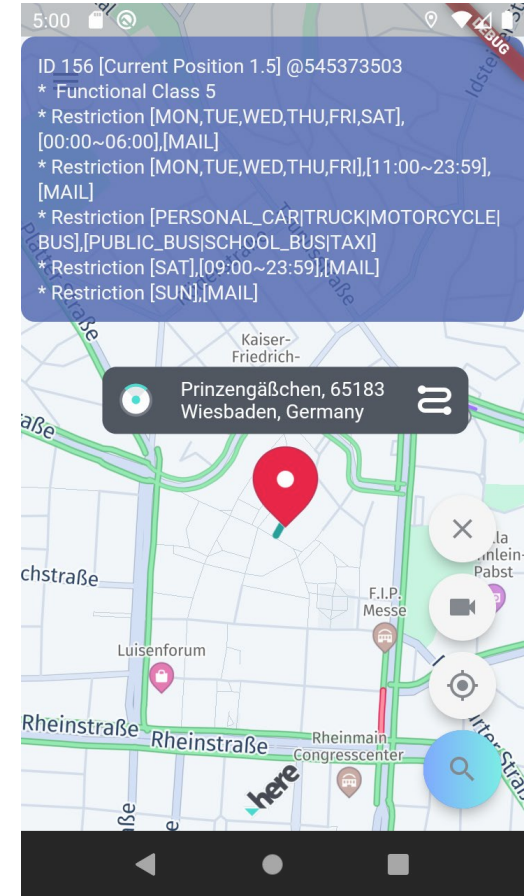 5:00
DEBUG
ID 156 [Current Position 1.5] @545373503
* Functional Class 5
* Restriction [MON,TUE,WED,THU,FRI,SAT],
[00:00~06:00],[MAIL]
* Restriction [MON,TUE,WED,THU,FRI],[11:00~23:59],
[MAIL]
* Restriction [PERSONAL_CAR|TRUCK|MOTORCYCLE|
BUS],[PUBLIC_BUS|SCHOOL_BUS|TAXI]
* Restriction [SAT],[09:00~23:59],[MAIL]
* Restriction [SUN],[MAIL]
Kaiser-
Friedrich-
Prinzengäßchen, 65183
Wiesbaden, Germany
Pabst
chstraße
F.I.P.
Messe
Luisenforum
Rheinstraße
Rheinstraße
Rheinmain
Congresscenter
here